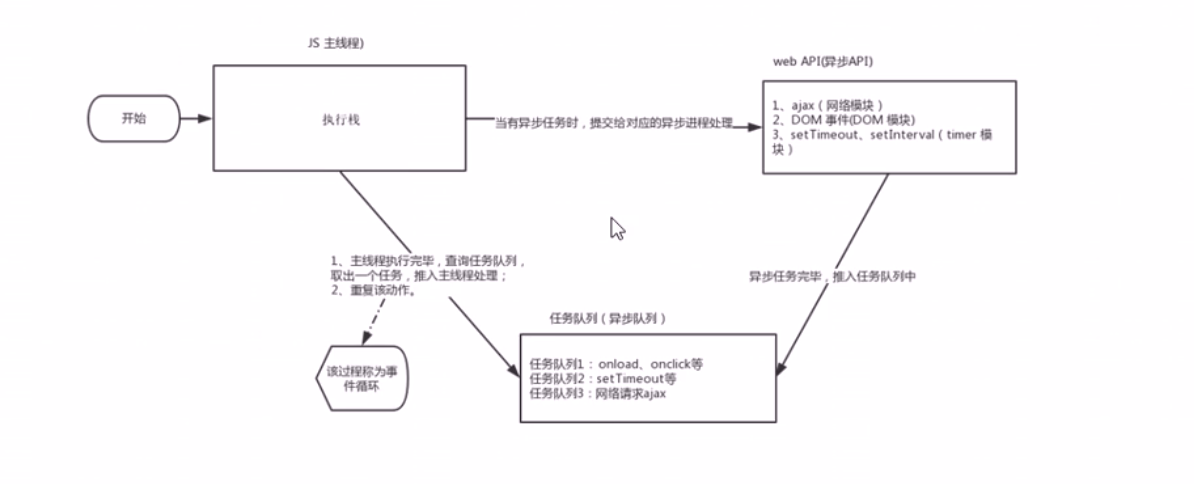 JS 主线程)
web API(异步API)
开始
执行栈
当有异步任务时，提交给对应的异步进程处理
1、ajax（网络模块）
2、DOM 事件(DOM 模块)
3、setTimeout、setInterval（timer 模
块）
1、主线程执行完毕，查询任务队列，
取出一个任务，推入主线程处理；
2、重复该动作。
异步任务完毕，推入任务队列中
任务队列（异步队列）
任务队列1：onload、onclick等
任务队列2：setTimeout等
任务队列3：网络请求ajax
该过程称为事
件循环